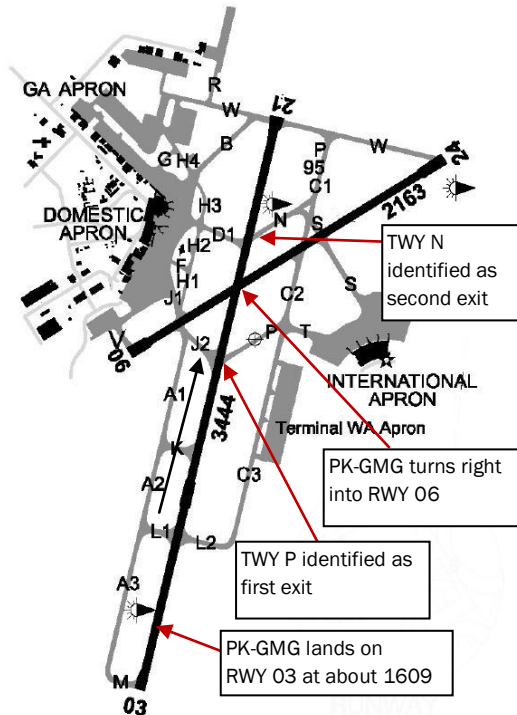 21
R
W
GA APRON
B
P
W
24
95
G
H4
C1
2163
H3
N
S
DOMESTIC
APRON
D1
TWY N
identified as
second exit
H2
F
H1
S
J1
C2
V
06
J2
P
T
INTERNATIONAL
APRON
A1
3444
Terminal WA Apron
K
PK-GMG turns right
into RWY 06
C3
A2
L1
L2
TWY P identified as
first exit
A3
PK-GMG lands on
RWY 03 at about 1609
M
03
RUNWAY